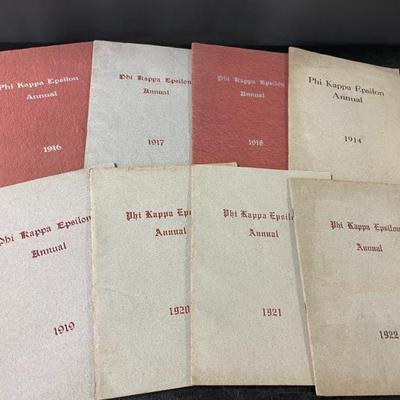 Phi Kappa Epsilon
Annual
1916
Phi Kappa Epsilon
Annual
1917
Phi Kappa Epsilon
Annual
1918
Phi Kappa Epsilon
Annual
1914
Phi Kappa Epsilon
Annual
1919
Phi Kappa
Annual
1920
Phi Kappa Epsilon
Annual
1921
Phi Kappa Epsilon
Annual
1922